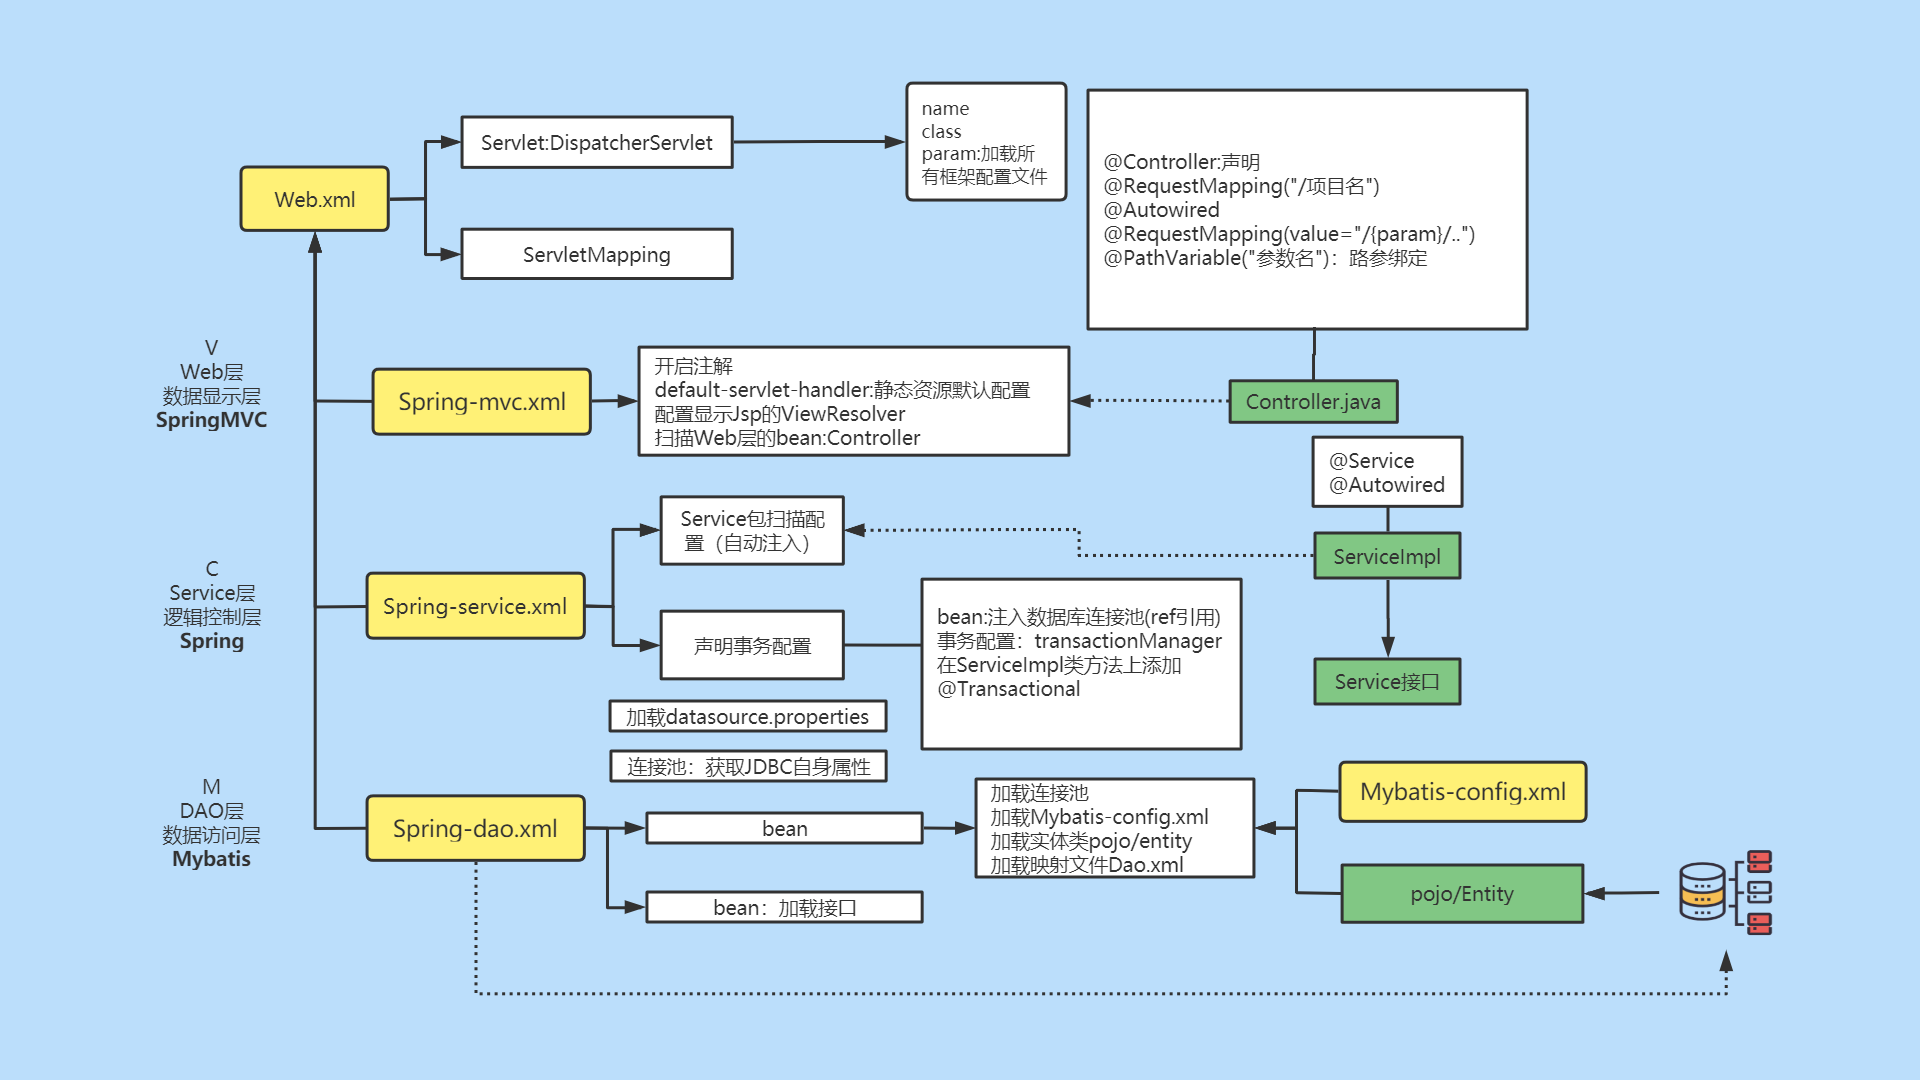 Web.xml
Servlet:DispatcherServlet
ServletMapping
name
class
param:加载所
有框架配置文件
@Controller:声明
@RequestMapping("/项目名")
@Autowired
@RequestMapping(value="/{param}/..")
@PathVariable("参数名"):路参绑定
V
Web层
数据显示层
SpringMVC
Spring-mvc.xml
开启注解
default-servlet-handler:静态资源默认配置
配置显示Jsp的ViewResolver
扫描Web层的bean:Controller
Controller.java
@Service
@Autowired
ServiceImpl
Service接口
C
Service层
逻辑控制层
Spring
Spring-service.xml
Service包扫描配
置（自动注入）
声明事务配置
bean:注入数据库连接池(ref引用)
事务配置：transactionManager
在ServiceImpl类方法上添加
@Transactional
加载datasource.properties
连接池：获取JDBC自身属性
M
DAO层
数据访问层
Mybatis
Spring-dao.xml
bean
bean：加载接口
加载连接池
加载Mybatis-config.xml
加载实体类pojo/entity
加载映射文件Dao.xml
Mybatis-config.xml
pojo/Entity